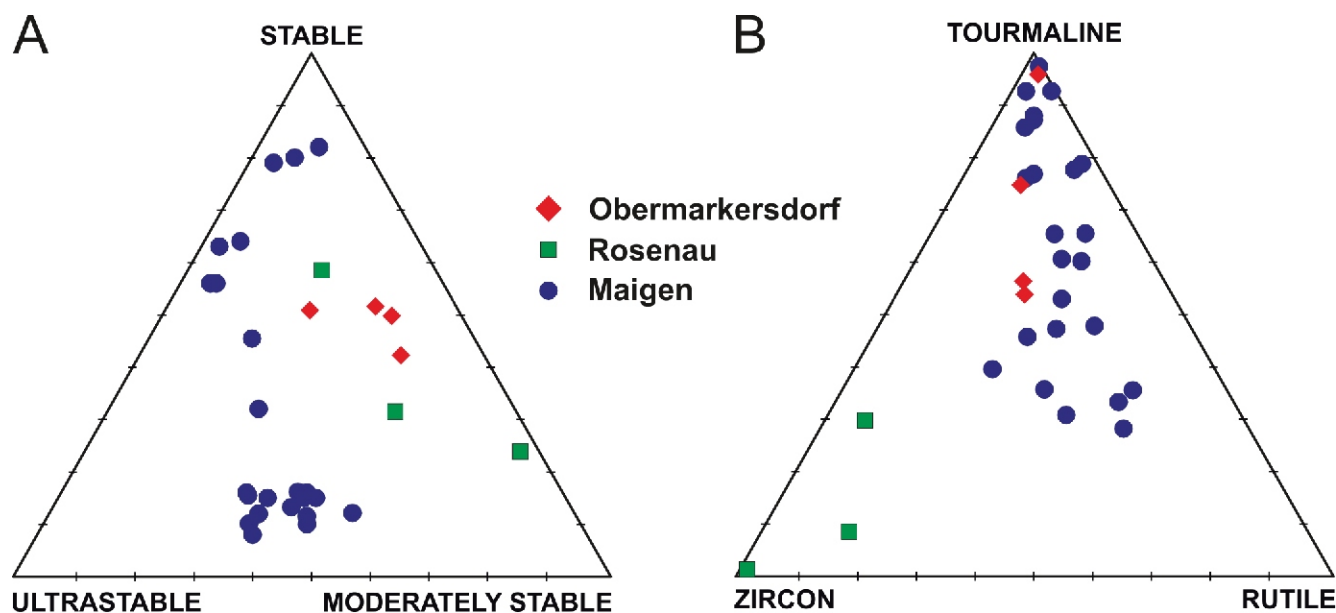 A
STABLE
ULTRASTABLE
MODERATELY STABLE
Obermarkersdorf
Rosenau
Maigen
B
TOURMALINE
ZIRCON
RUTILE